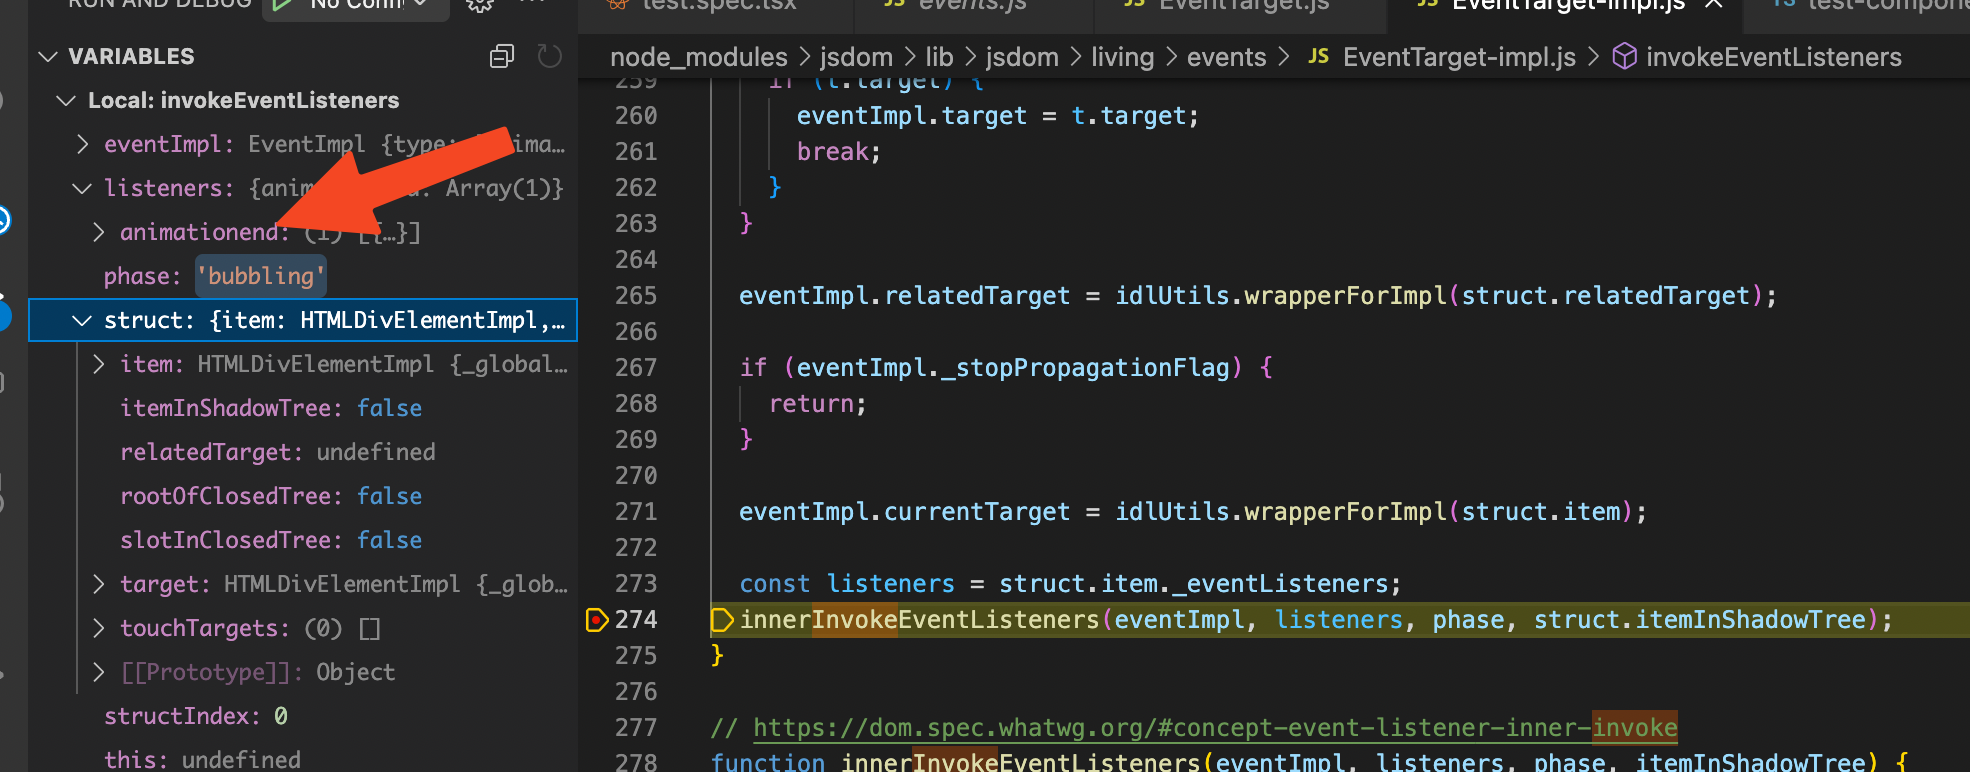 RUN AND DEBUG No Config
test.spec.tsx
JS events.js
JS EventTarget.js
JS EventTarget-impl.js
TS test-compone
VARIABLES
Local: invokeEventListeners
eventImpl: EventImpl {type: ima…
listeners: {anim Array(1)}
animationend: (1) [{…}]
phase: 'bubbling'
struct: {item: HTMLDivElementImpl,…
item: HTMLDivElementImpl {_global…
itemInShadowTree: false
relatedTarget: undefined
rootOfClosedTree: false
slotInClosedTree: false
target: HTMLDivElementImpl {_glob…
touchTargets: (0) []
[[Prototype]]: Object
structIndex: 0
this: undefined
node_modules > jsdom > lib > jsdom > living > events > JS EventTarget-impl.js > invokeEventListeners
259 if (t.target) {
260 eventImpl.target = t.target;
261 break;
262 }
263 }
264
265 eventImpl.relatedTarget = idlUtils.wrapperForImpl(struct.relatedTarget);
266
267 if (eventImpl._stopPropagationFlag) {
268 return;
269 }
270
271 eventImpl.currentTarget = idlUtils.wrapperForImpl(struct.item);
272
273 const listeners = struct.item._eventListeners;
274 innerInvokeEventListeners(eventImpl, listeners, phase, struct.itemInShadowTree);
275 }
276
277 // https://dom.spec.whatwg.org/#concept-event-listener-inner-invoke
278 function innerInvokeEventListeners(eventImpl, listeners, phase, itemInShadowTree) {